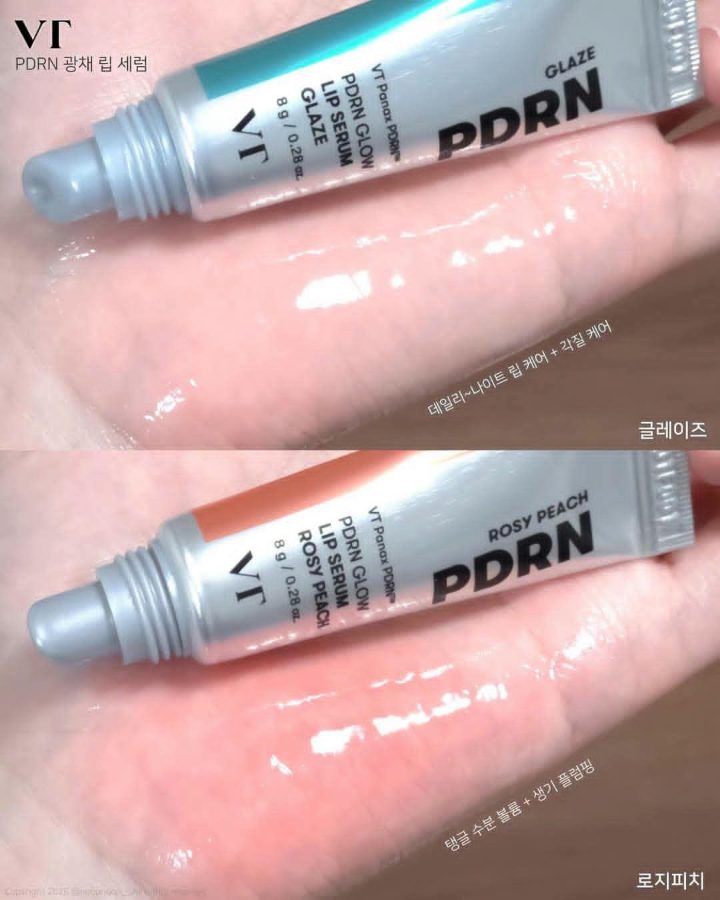 VT
PDRN 광채 립 세럼
GLAZE
PDRN
VT Panax PDRN™
PDRN GLOW
LIP SERUM
GLAZE
8 g / 0.28 oz.
VT
데일리~나이트 립 케어 + 각질 케어
글레이즈
ROSY PEACH
PDRN
VT Panax PDRN™
PDRN GLOW
LIP SERUM
ROSY PEACH
8 g / 0.28 oz.
VT
탱글 수분 볼륨 + 생기 플럼핑
로지피치